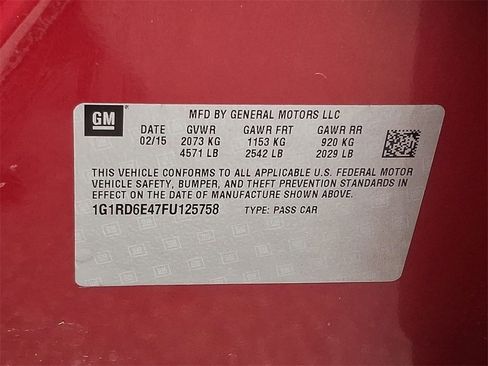 GM
MFD BY GENERAL MOTORS LLC
DATE GVWR GAWR FRT GAWR RR
02/15 2073 KG 1153 KG 920 KG
4571 LB 2542 LB 2029 LB
THIS VEHICLE CONFORMS TO ALL APPLICABLE U.S. FEDERAL MOTOR
VEHICLE SAFETY, BUMPER, AND THEFT PREVENTION STANDARDS IN
EFFECT ON THE DATE OF MANUFACTURE SHOWN ABOVE.
1G1RD6E47FU125758 TYPE: PASS CAR